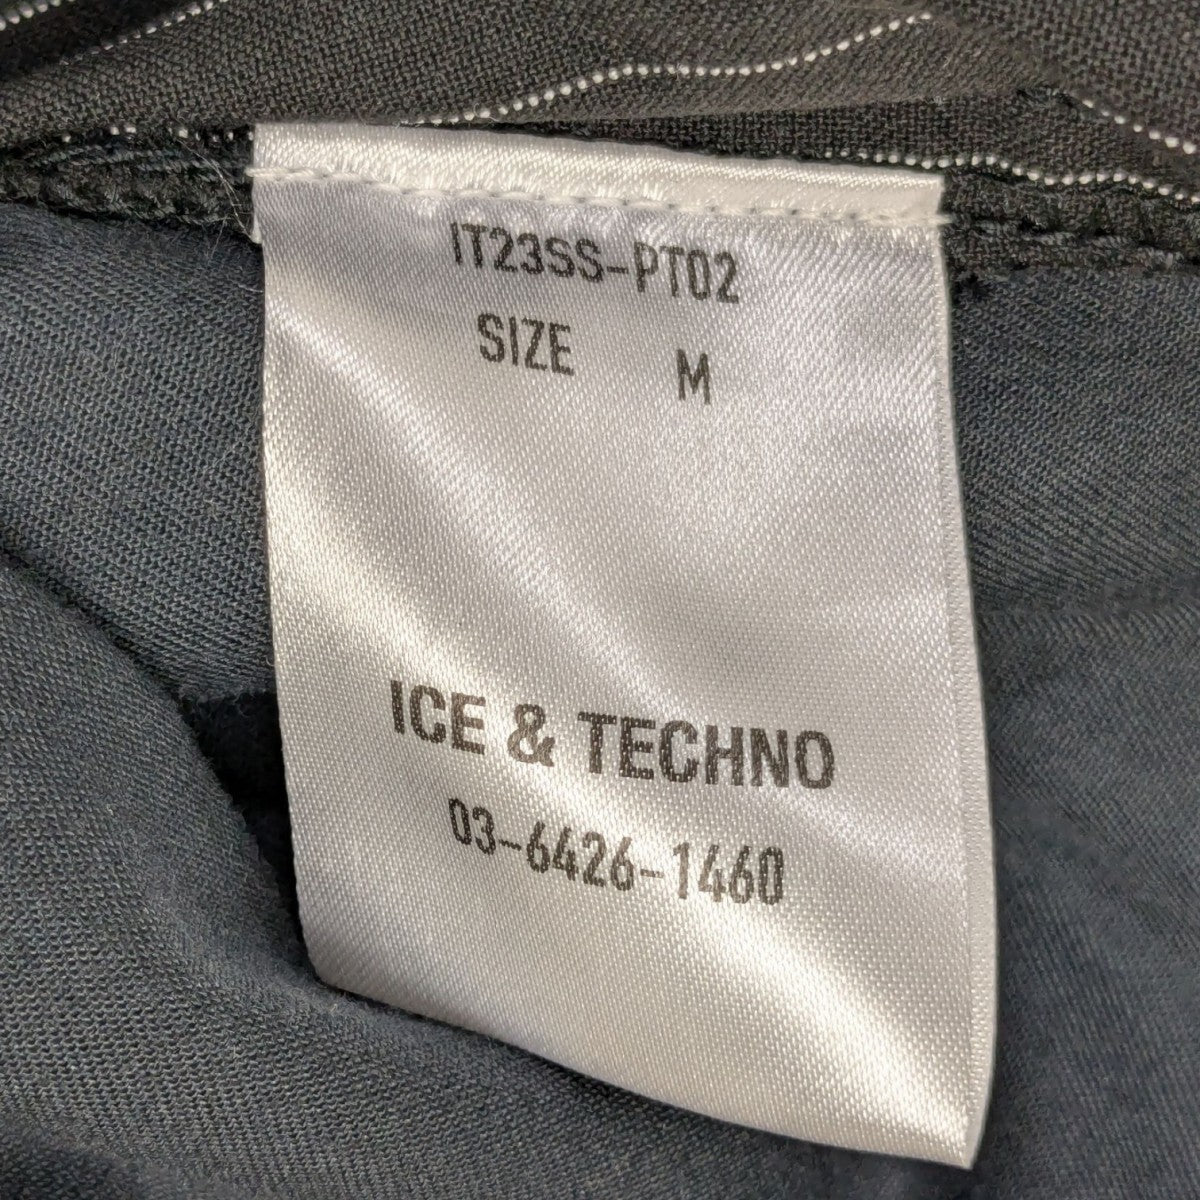 IT23SS-PT02
SIZE M
ICE & TECHNO
03-6426-1460